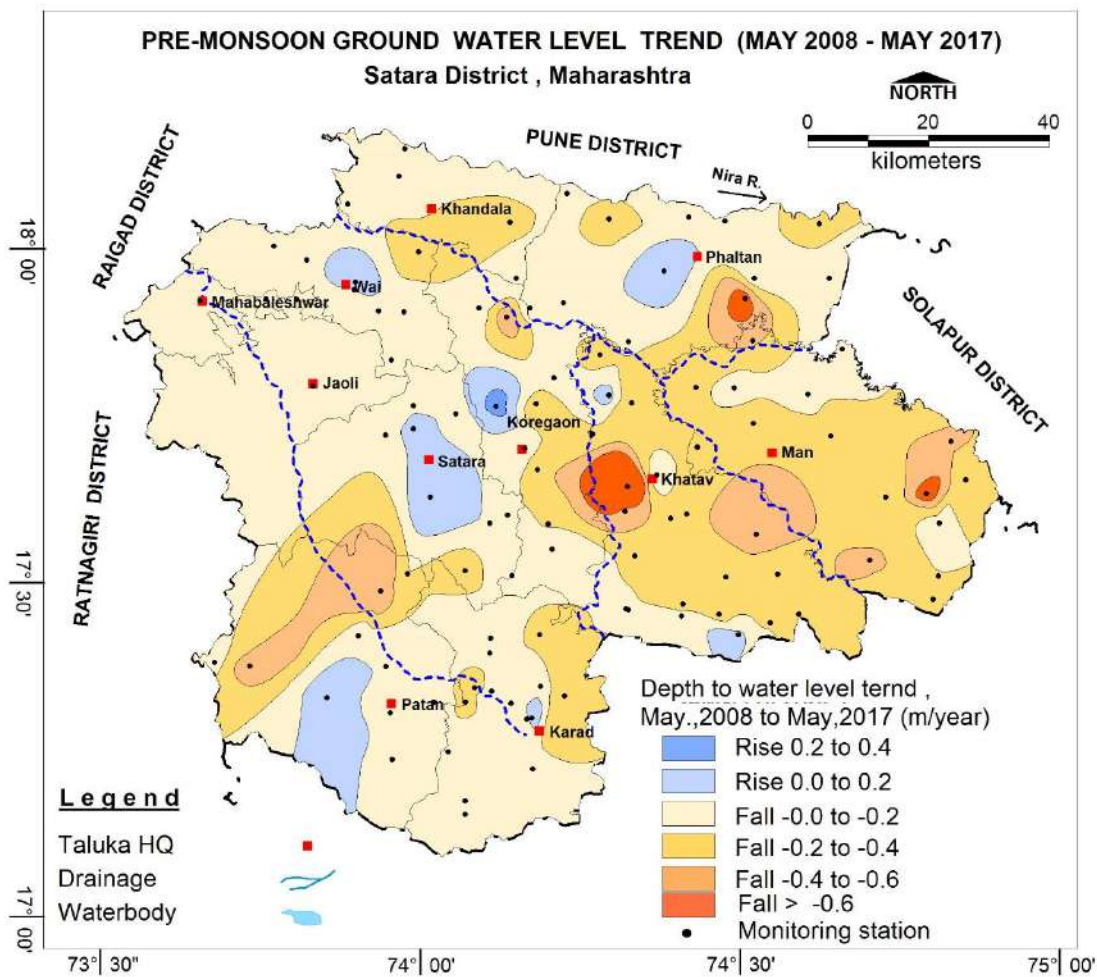 PRE-MONSOON GROUND WATER LEVEL TREND (MAY 2008 - MAY 2017)
Satara District , Maharashtra
NORTH
0 20 40
kilometers
PUNE DISTRICT
Nira R.
RAIGAD DISTRICT
SOLAPUR DISTRICT
RATNAGIRI DISTRICT
18° 00'
17° 30'
17° 00'
Khandala
Phaltan
Wai
Mahabaleshwar
Jaoli
Koregaon
Satara
Man
Khatav
Patan
Karad
Depth to water level ternd ,
May.,2008 to May,2017 (m/year)
Rise 0.2 to 0.4
Rise 0.0 to 0.2
Fall -0.0 to -0.2
Fall -0.2 to -0.4
Fall -0.4 to -0.6
Fall > -0.6
Monitoring station
Legend
Taluka HQ
Drainage
Waterbody
73° 30' 74° 00' 74° 30' 75° 00'